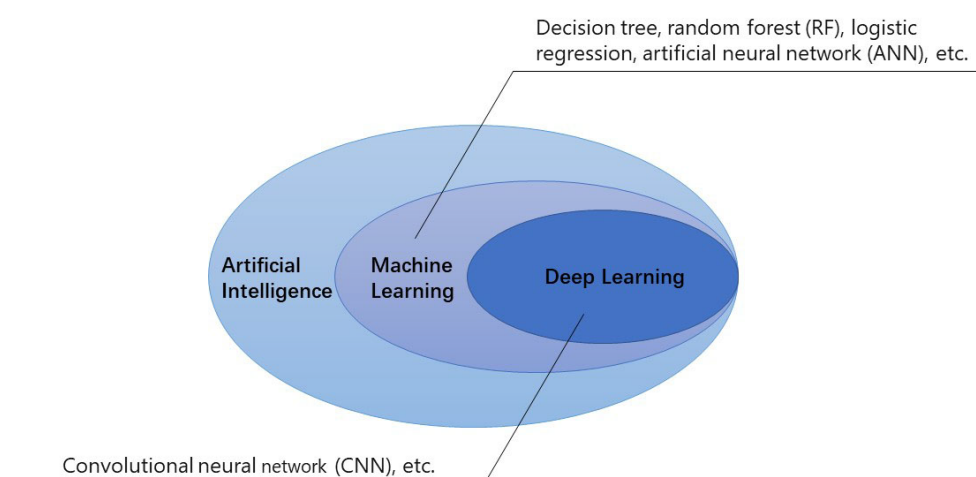 Decision tree, random forest (RF), logistic
regression, artificial neural network (ANN), etc.
Artificial
Intelligence
Machine
Learning
Deep Learning
Convolutional neural network (CNN), etc.